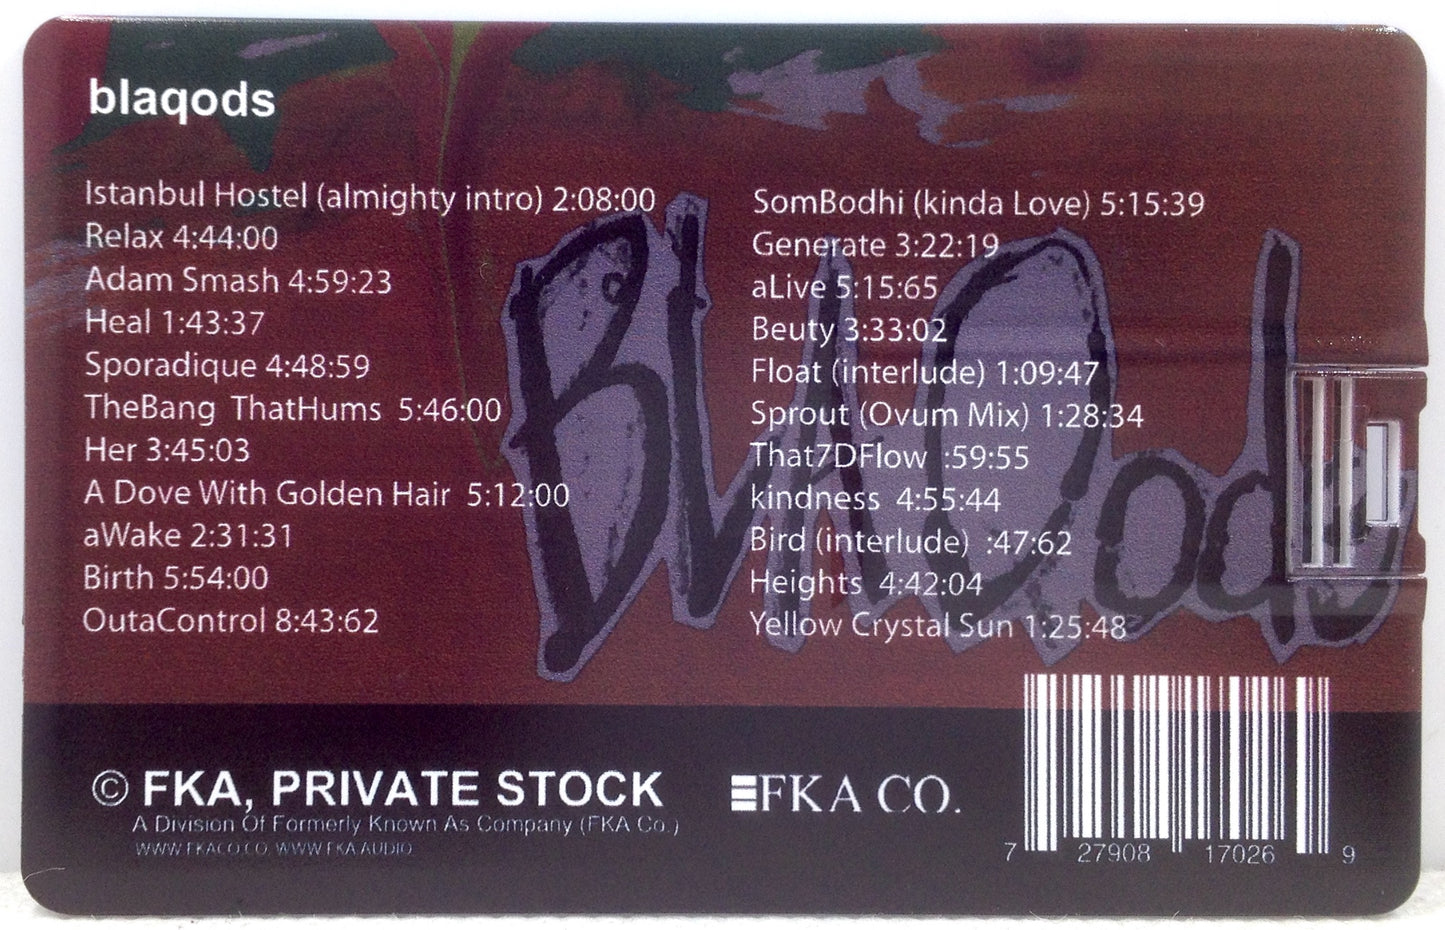 blaqods
Istanbul Hostel (almighty intro) 2:08:00
Relax 4:44:00
Adam Smash 4:59:23
Heal 1:43:37
Sporadique 4:48:59
TheBang ThatHums 5:46:00
Her 3:45:03
A Dove With Golden Hair 5:12:00
aWake 2:31:31
Birth 5:54:00
OutaControl 8:43:62
SomBodhi (kinda Love) 5:15:39
Generate 3:22:19
aLive 5:15:65
Beuty 3:33:02
Float (interlude) 1:09:47
Sprout (Ovum Mix) 1:28:34
That7DFlow :59:55
kindness 4:55:44
Bird (interlude) :47:62
Heights 4:42:04
Yellow Crystal Sun 1:25:48
BlaQods
© FKA, PRIVATE STOCK
A Division Of Formerly Known As Company (FKA Co.)
WWW.FKACO.CO. WWW.FKA.AUDIO
FKA CO.
7 27908 17026 9